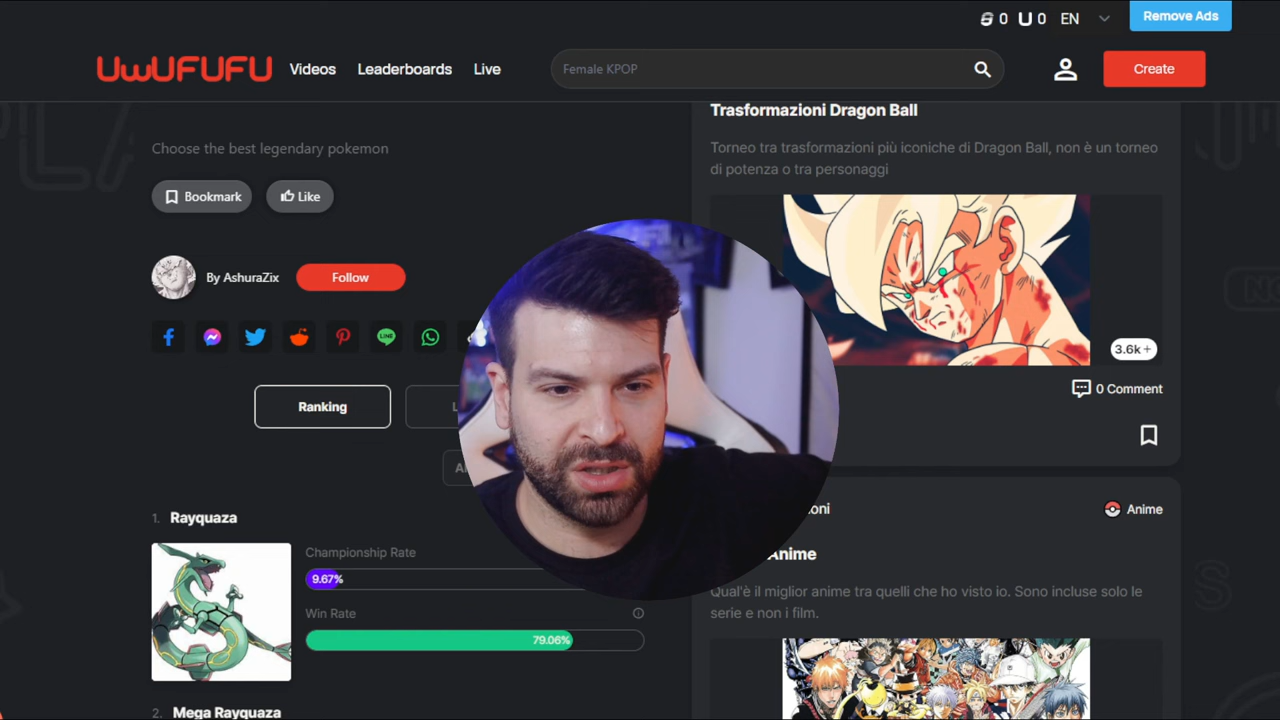 0 0 EN
Remove Ads
UwUFUFU
Videos Leaderboards Live
Female KPOP
Create
Choose the best legendary pokemon
Bookmark Like
By AshuraZix Follow
LINE
Ranking
1. Rayquaza
Championship Rate
9.67%
Win Rate
79.06%
2. Mega Rayquaza
Trasformazioni Dragon Ball
Torneo tra trasformazioni più iconiche di Dragon Ball, non è un torneo
di potenza o tra personaggi
3.6k+
0 Comment
Anime
Anime
Qual'è il miglior anime tra quelli che ho visto io. Sono incluse solo le
serie e non i film.